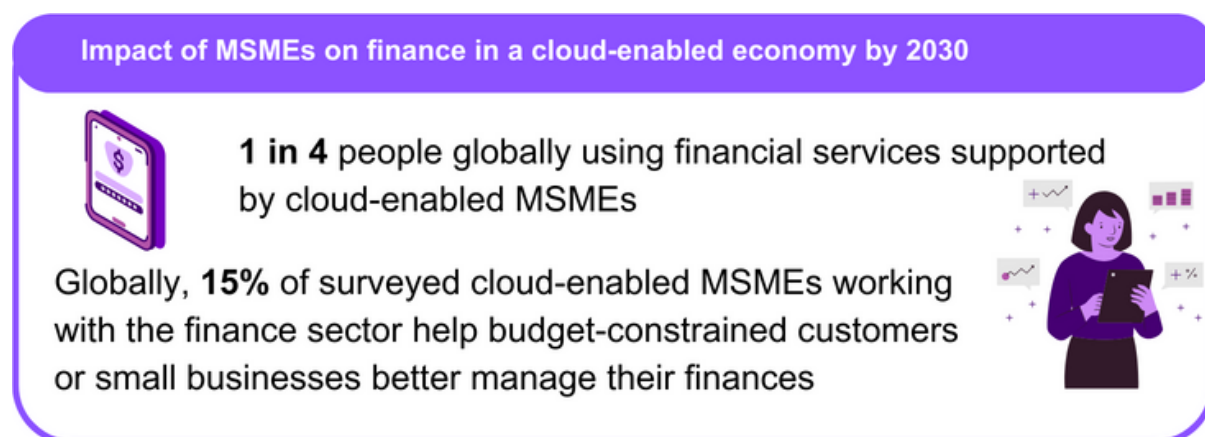 Impact of MSMEs on finance in a cloud-enabled economy by 2030
1 in 4 people globally using financial services supported
by cloud-enabled MSMEs
Globally, 15% of surveyed cloud-enabled MSMEs working
with the finance sector help budget-constrained customers
or small businesses better manage their finances